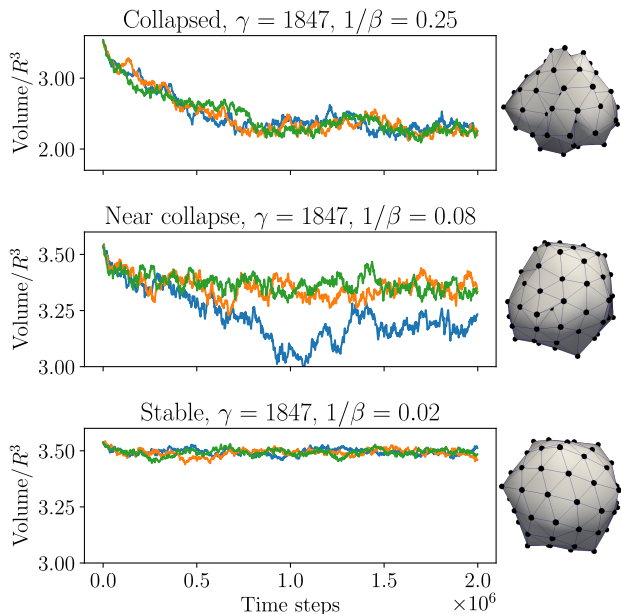 Collapsed, γ = 1847, 1/β = 0.25
Volume/R³
3.00
2.00
Near collapse, γ = 1847, 1/β = 0.08
Volume/R³
3.50
3.25
3.00
Stable, γ = 1847, 1/β = 0.02
Volume/R³
3.50
3.25
3.00
0.0 0.5 1.0 1.5 2.0
Time steps ×10⁶